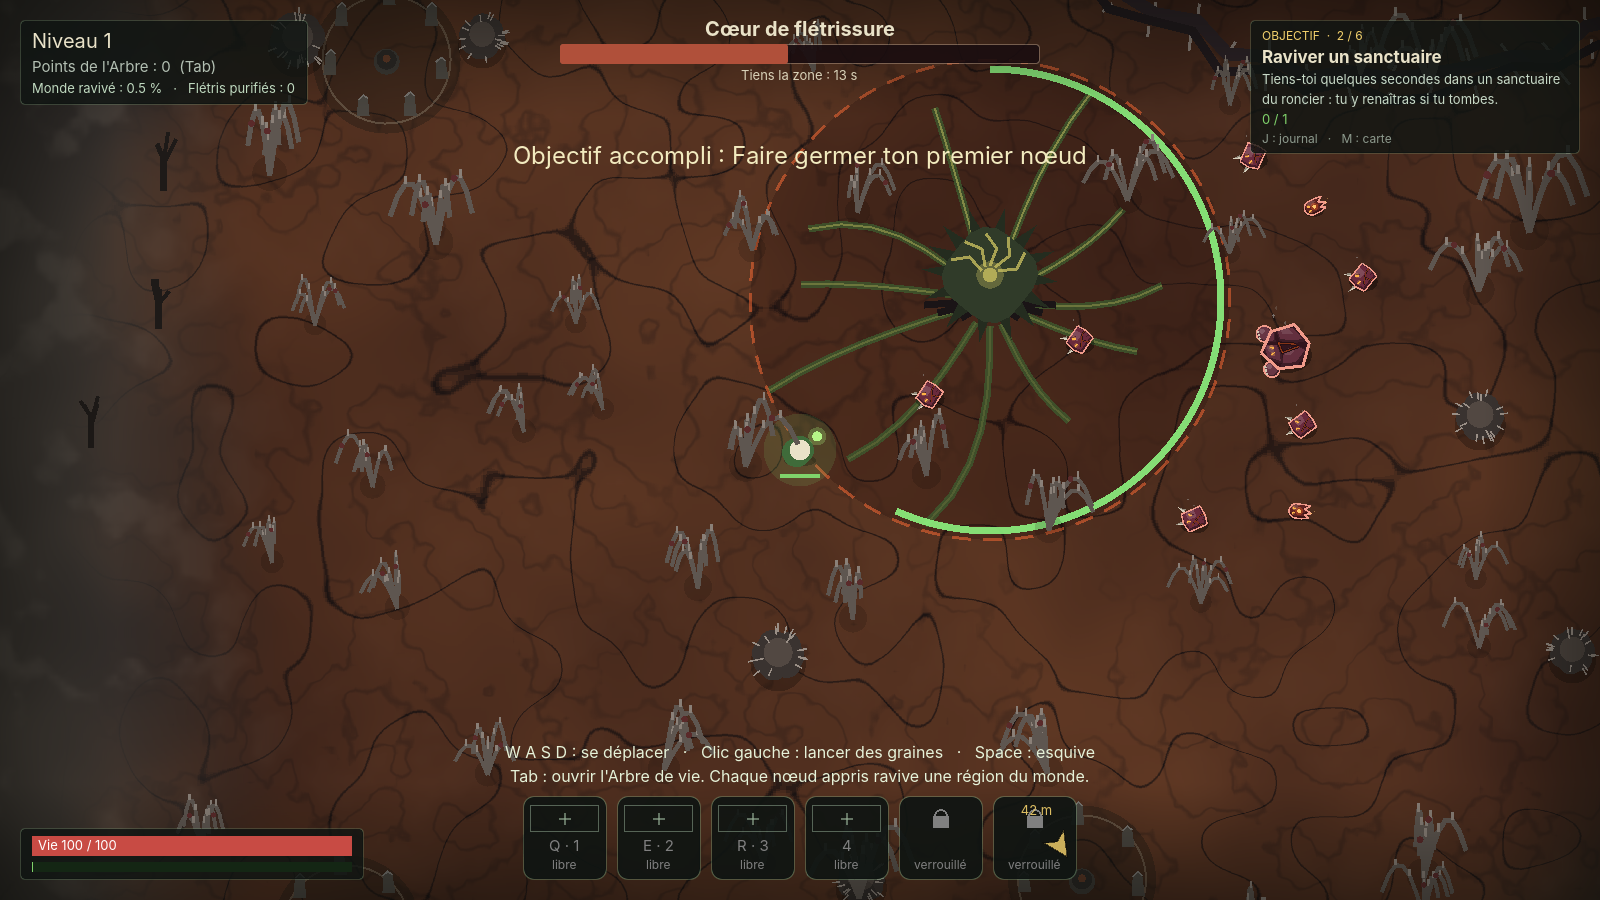 Niveau 1
Points de l'Arbre : 0  (Tab)
Monde ravivé : 0.5 %   ·   Flétris purifiés : 0
Cœur de flétrissure
Tiens la zone : 13 s
OBJECTIF  ·  2 / 6
Raviver un sanctuaire
Tiens-toi quelques secondes dans un sanctuaire
du roncier : tu y renaîtras si tu tombes.
0 / 1
J : journal   ·   M : carte
Objectif accompli : Faire germer ton premier nœud
W A S D : se déplacer   ·   Clic gauche : lancer des graines   ·   Space : esquive
Tab : ouvrir l'Arbre de vie. Chaque nœud appris ravive une région du monde.
42 m
Q · 1
E · 2
R · 3
4
libre
libre
libre
libre
verrouillé
verrouillé
Vie 100 / 100